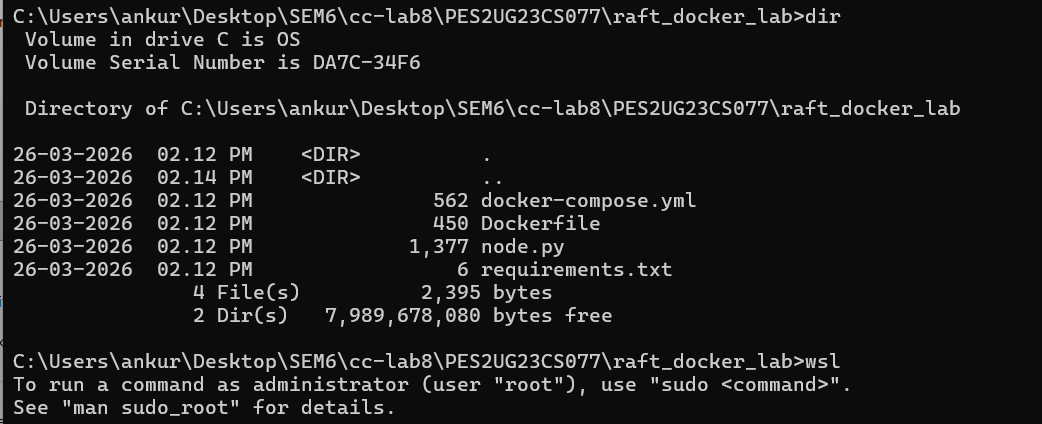 C:\Users\ankur\Desktop\SEM6\cc-lab8\PES2UG23CS077\raft_docker_lab>dir
 Volume in drive C is OS
 Volume Serial Number is DA7C-34F6
 Directory of C:\Users\ankur\Desktop\SEM6\cc-lab8\PES2UG23CS077\raft_docker_lab
26-03-2026  02.12 PM    <DIR>          .
26-03-2026  02.14 PM    <DIR>          ..
26-03-2026  02.12 PM               562 docker-compose.yml
26-03-2026  02.12 PM               450 Dockerfile
26-03-2026  02.12 PM             1,377 node.py
26-03-2026  02.12 PM                 6 requirements.txt
               4 File(s)          2,395 bytes
               2 Dir(s)   7,989,678,080 bytes free
C:\Users\ankur\Desktop\SEM6\cc-lab8\PES2UG23CS077\raft_docker_lab>wsl
To run a command as administrator (user "root"), use "sudo <command>".
See "man sudo_root" for details.